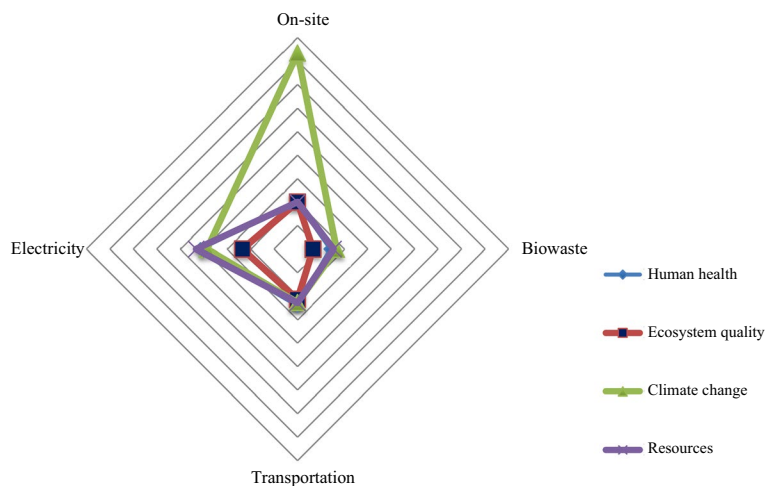 On-site
Electricity
Biowaste
Human health
Ecosystem quality
Climate change
Resources
Transportation